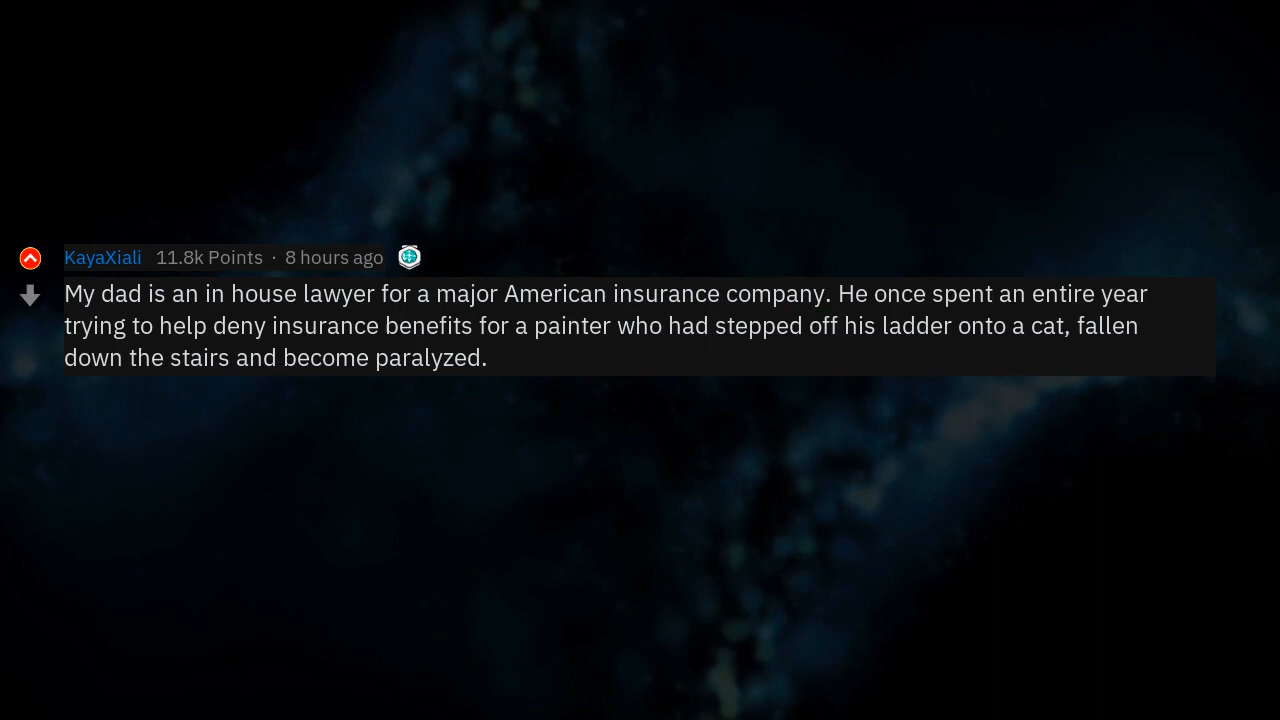 KayaXiali 11.8k Points · 8 hours ago
My dad is an in house lawyer for a major American insurance company. He once spent an entire year
trying to help deny insurance benefits for a painter who had stepped off his ladder onto a cat, fallen
down the stairs and become paralyzed.